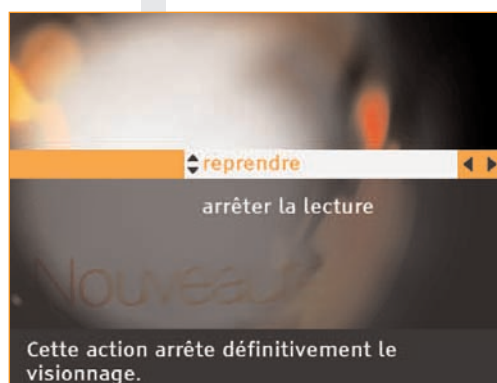 reprendre
arrêter la lecture
Nouveau
Cette action arrête définitivement le
visionnage.